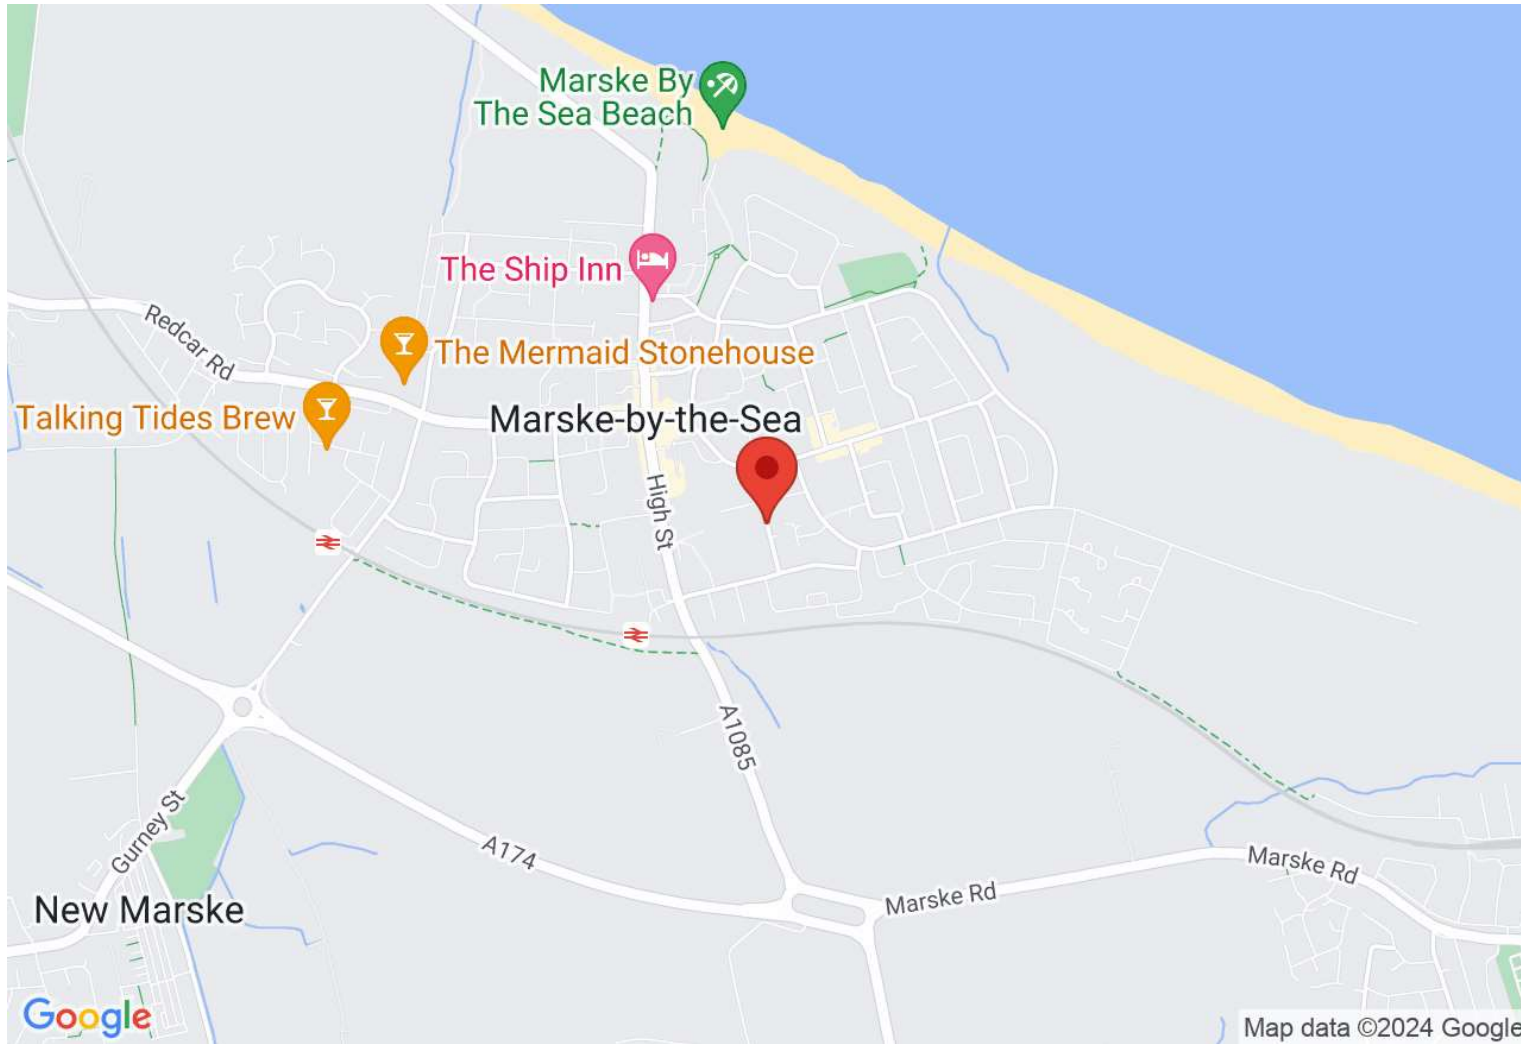 Marske By
The Sea Beach
The Ship Inn
Redcar Rd
The Mermaid Stonehouse
Talking Tides Brew
Marske-by-the-Sea
High St
A1085
Gurney St
A174
Marske Rd
Marske Rd
New Marske
Google
Map data ©2024 Google